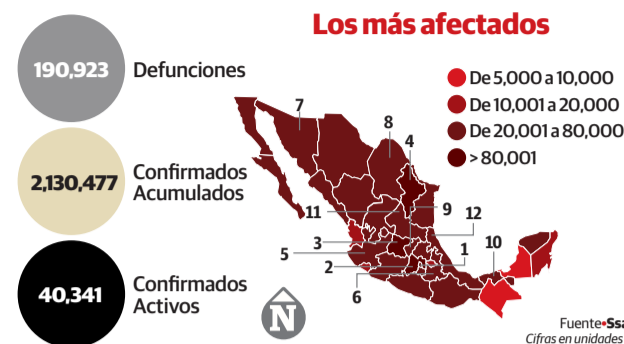 Los más afectados
190,923 Defunciones
2,130,477 Confirmados
Acumulados
40,341 Confirmados
Activos
De 5,000 a 10,000
De 10,001 a 20,000
De 20,001 a 80,000
> 80,001
7
8
4
11
9
12
3
5
2
1
10
6
N
Fuente•Ssa
Cifras en unidades